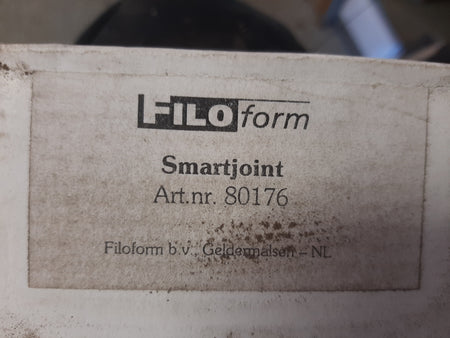 FILOform
Smartjoint
Art.nr. 80176
Filoform b.v., Geldermalsen – NL